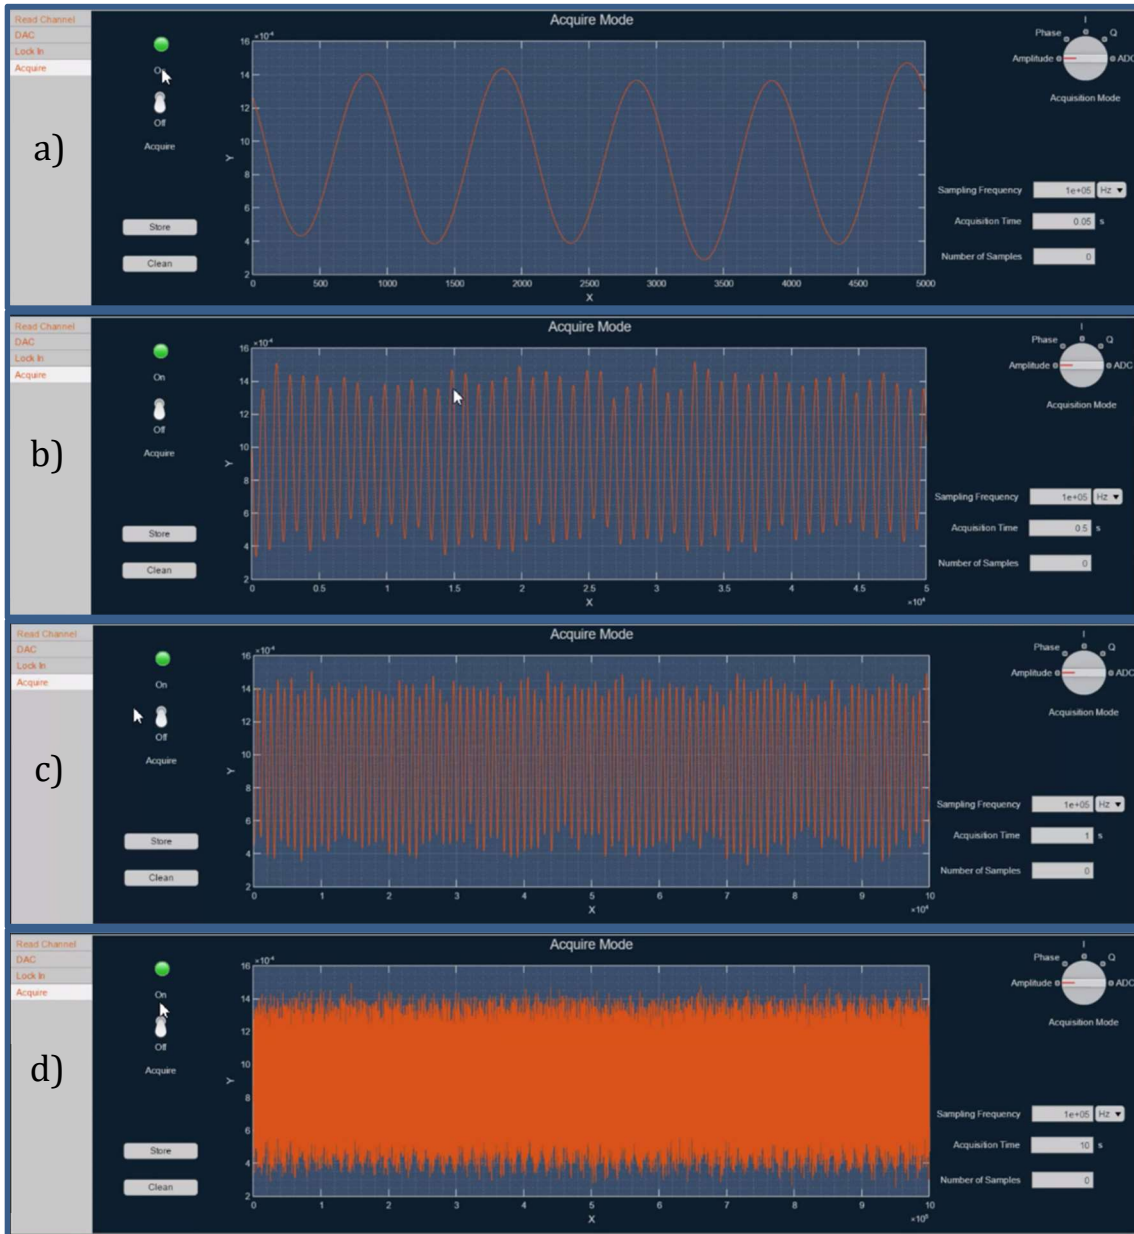 a)
Read Channel
DAC
Lock In
Acquire
On
Off
Acquire
Store
Clean
Acquire Mode
×10⁻⁴
16
14
12
10
8
6
4
2
Y
0 500 1000 1500 2000 2500 3000 3500 4000 4500 5000
X
I
Phase Q
Amplitude ADC
Acquisition Mode
Sampling Frequency 1e+05 Hz
Acquisition Time 0.05 s
Number of Samples 0
b)
Read Channel
DAC
Lock In
Acquire
On
Off
Acquire
Store
Clean
Acquire Mode
×10⁻⁴
16
14
12
10
8
6
4
2
Y
0 0.5 1 1.5 2 2.5 3 3.5 4 4.5 5
X
×10⁴
I
Phase Q
Amplitude ADC
Acquisition Mode
Sampling Frequency 1e+05 Hz
Acquisition Time 0.5 s
Number of Samples 0
c)
Read Channel
DAC
Lock In
Acquire
On
Off
Acquire
Store
Clean
Acquire Mode
×10⁻⁴
16
14
12
10
8
6
4
2
Y
0 1 2 3 4 5 6 7 8 9 10
X
×10⁴
I
Phase Q
Amplitude ADC
Acquisition Mode
Sampling Frequency 1e+05 Hz
Acquisition Time 1 s
Number of Samples 0
d)
Read Channel
DAC
Lock In
Acquire
On
Off
Acquire
Store
Clean
Acquire Mode
×10⁻⁴
16
14
12
10
8
6
4
2
Y
0 1 2 3 4 5 6 7 8 9 10
X
×10⁵
I
Phase Q
Amplitude ADC
Acquisition Mode
Sampling Frequency 1e+05 Hz
Acquisition Time 10 s
Number of Samples 0